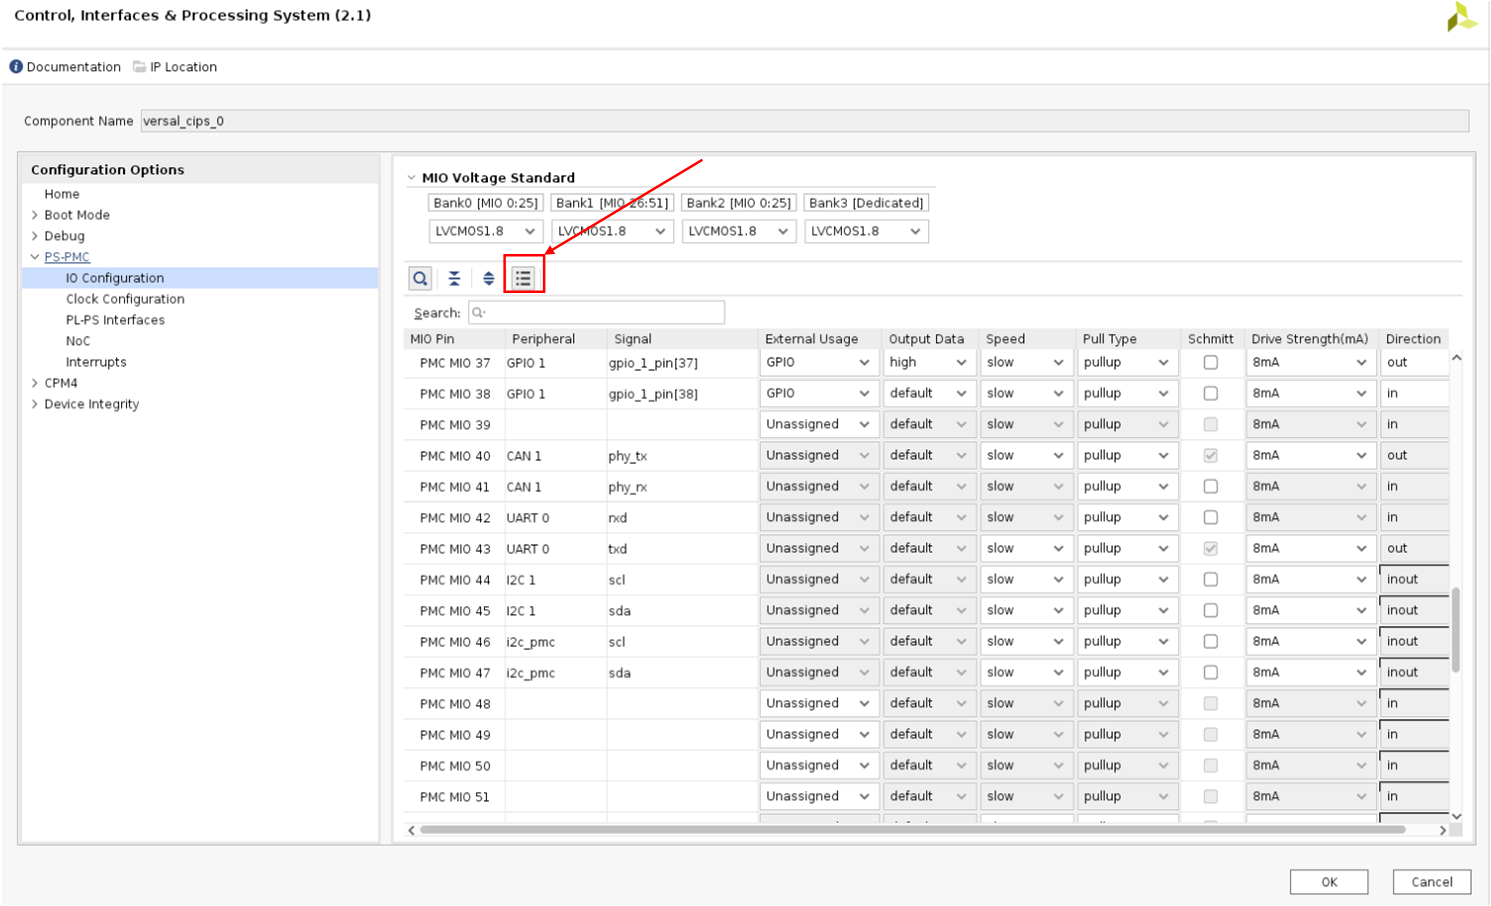 Control, Interfaces & Processing System (2.1)
Documentation IP Location
Component Name versal_cips_0
Configuration Options
Home
Boot Mode
Debug
PS-PMC
IO Configuration
Clock Configuration
PL-PS Interfaces
NoC
Interrupts
CPM4
Device Integrity
MIO Voltage Standard
Bank0 [MIO 0:25] Bank1 [MIO 26:51] Bank2 [MIO 0:25] Bank3 [Dedicated]
LVCMOS1.8 LVCMOS1.8 LVCMOS1.8 LVCMOS1.8
Search:
MIO Pin Peripheral Signal External Usage Output Data Speed Pull Type Schmitt Drive Strength(mA) Direction
PMC MIO 37 GPIO 1 gpio_1_pin[37] GPIO high slow pullup 8mA out
PMC MIO 38 GPIO 1 gpio_1_pin[38] GPIO default slow pullup 8mA in
PMC MIO 39 Unassigned default slow pullup 8mA in
PMC MIO 40 CAN 1 phy_tx Unassigned default slow pullup 8mA out
PMC MIO 41 CAN 1 phy_rx Unassigned default slow pullup 8mA in
PMC MIO 42 UART 0 rxd Unassigned default slow pullup 8mA in
PMC MIO 43 UART 0 txd Unassigned default slow pullup 8mA out
PMC MIO 44 I2C 1 scl Unassigned default slow pullup 8mA inout
PMC MIO 45 I2C 1 sda Unassigned default slow pullup 8mA inout
PMC MIO 46 i2c_pmc scl Unassigned default slow pullup 8mA inout
PMC MIO 47 i2c_pmc sda Unassigned default slow pullup 8mA inout
PMC MIO 48 Unassigned default slow pullup 8mA in
PMC MIO 49 Unassigned default slow pullup 8mA in
PMC MIO 50 Unassigned default slow pullup 8mA in
PMC MIO 51 Unassigned default slow pullup 8mA in
OK Cancel